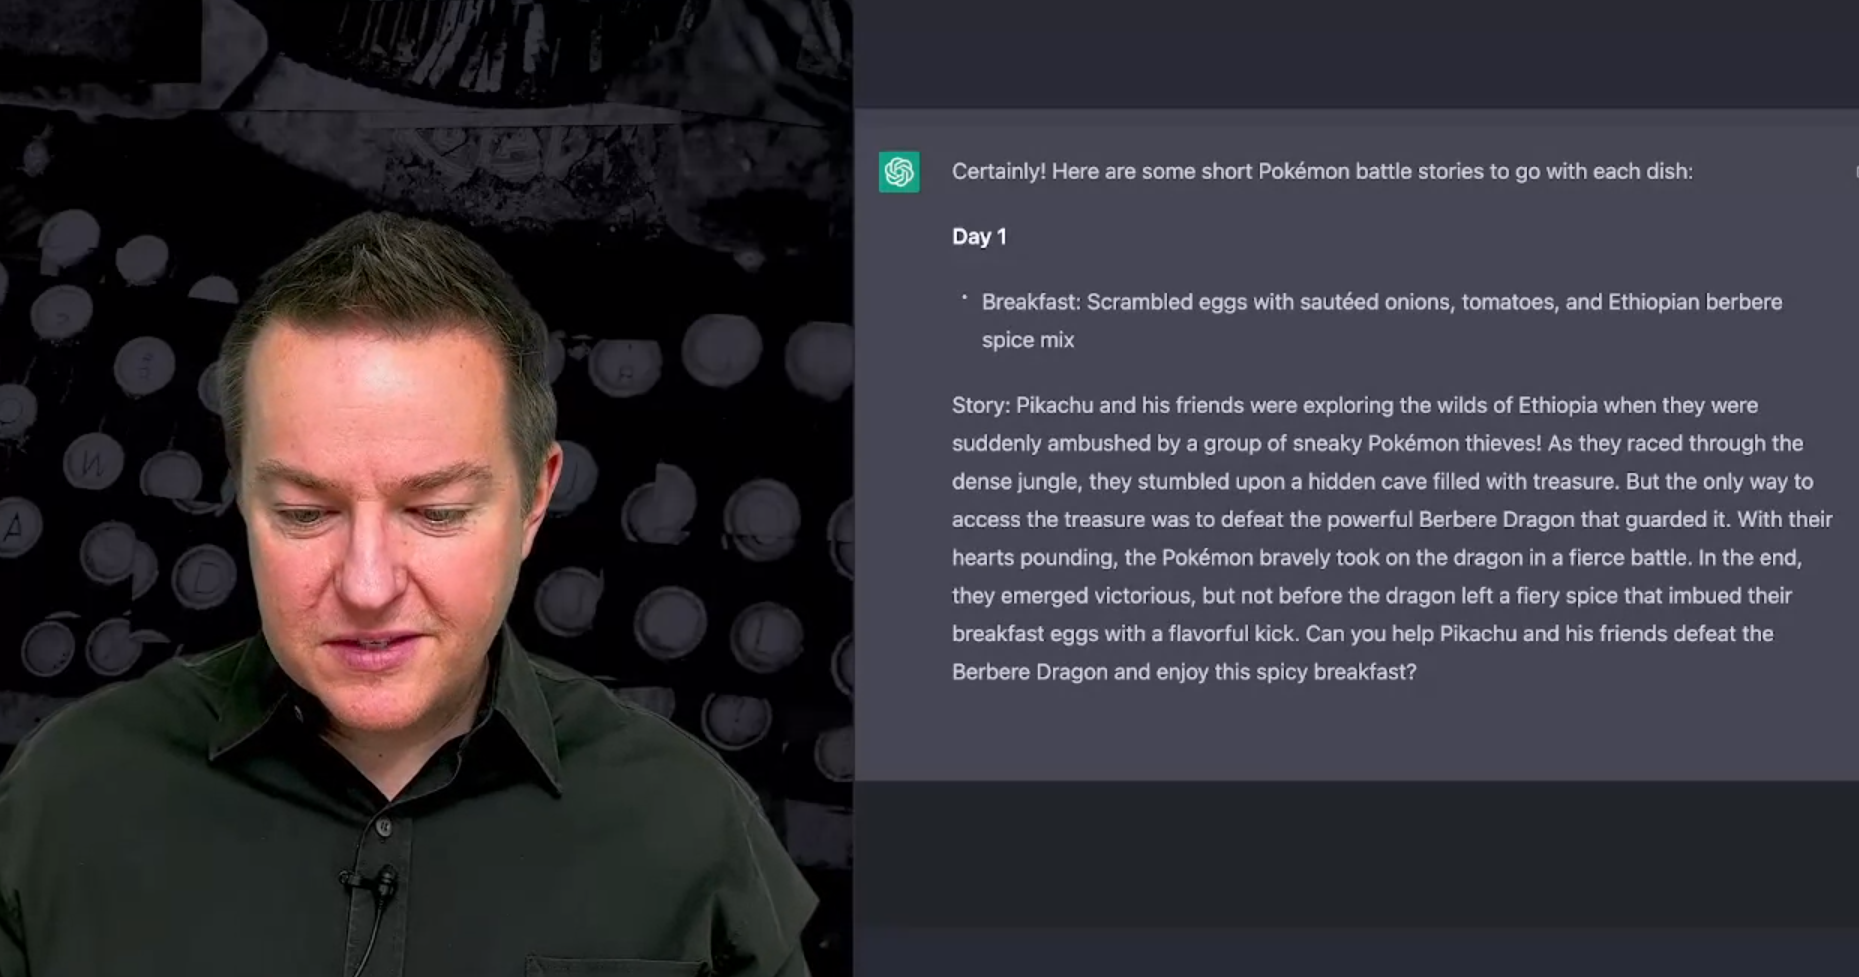 Certainly! Here are some short Pokémon battle stories to go with each dish:
Day 1
• Breakfast: Scrambled eggs with sautéed onions, tomatoes, and Ethiopian berbere
spice mix
Story: Pikachu and his friends were exploring the wilds of Ethiopia when they were
suddenly ambushed by a group of sneaky Pokémon thieves! As they raced through the
dense jungle, they stumbled upon a hidden cave filled with treasure. But the only way to
access the treasure was to defeat the powerful Berbere Dragon that guarded it. With their
hearts pounding, the Pokémon bravely took on the dragon in a fierce battle. In the end,
they emerged victorious, but not before the dragon left a fiery spice that imbued their
breakfast eggs with a flavorful kick. Can you help Pikachu and his friends defeat the
Berbere Dragon and enjoy this spicy breakfast?
W
A
D